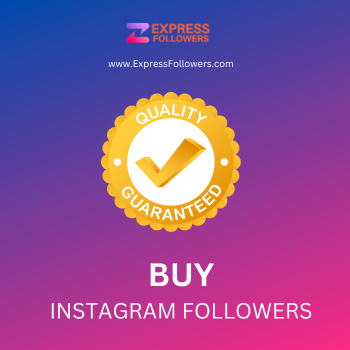 EXPRESS
FOLLOWERS
www.ExpressFollowers.com
QUALITY
GUARANTEED
BUY
INSTAGRAM FOLLOWERS